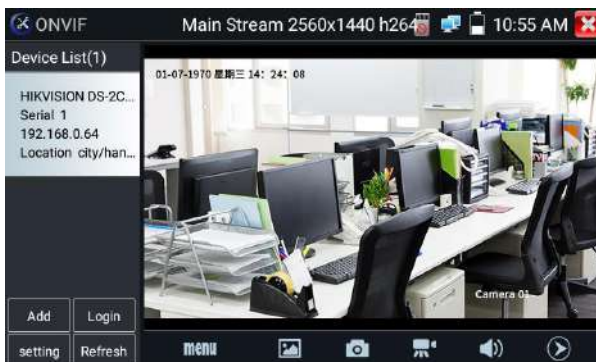 ONVIF
Main Stream 2560x1440 h264
10:55 AM
Device List(1)
HIKVISION DS-2C...
Serial 1
192.168.0.64
Location city/han...
01-07-1970 星期三 14: 24: 08
Camera 01
Add
Login
setting
Refresh
menu